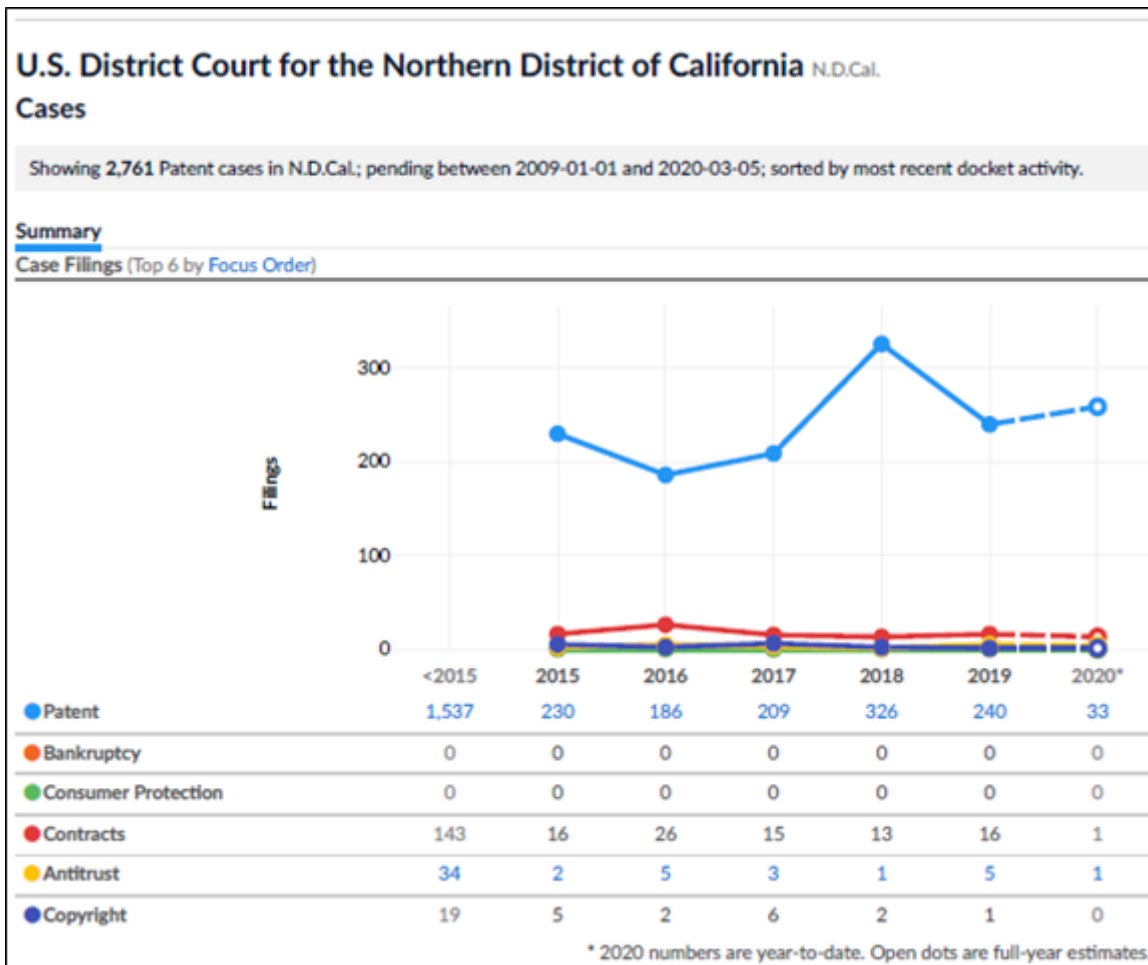 U.S. District Court for the Northern District of California N.D.Cal.
Cases
Showing 2,761 Patent cases in N.D.Cal.; pending between 2009-01-01 and 2020-03-05; sorted by most recent docket activity.
Summary
Case Filings (Top 6 by Focus Order)
300
200
100
0
Filings
<2015 2015 2016 2017 2018 2019 2020*
Patent 1,537 230 186 209 326 240 33
Bankruptcy 0 0 0 0 0 0 0
Consumer Protection 0 0 0 0 0 0 0
Contracts 143 16 26 15 13 16 1
Antitrust 34 2 5 3 1 5 1
Copyright 19 5 2 6 2 1 0
* 2020 numbers are year-to-date. Open dots are full-year estimates